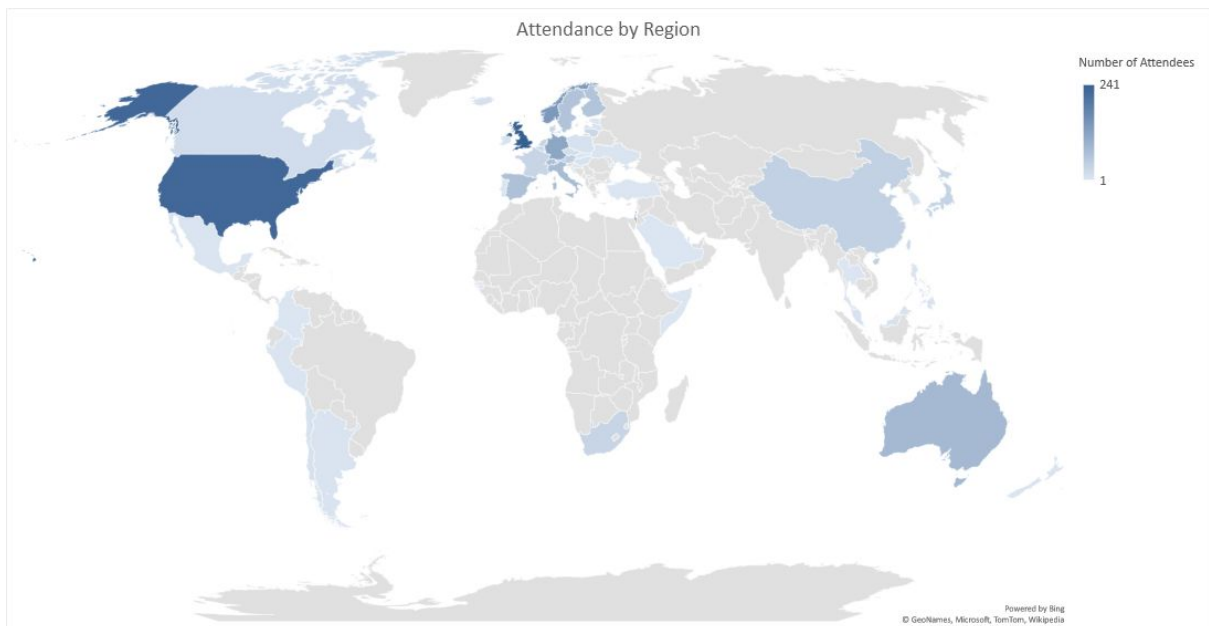 Attendance by Region
Number of Attendees
241
1
Powered by Bing
© GeoNames, Microsoft, TomTom, Wikipedia